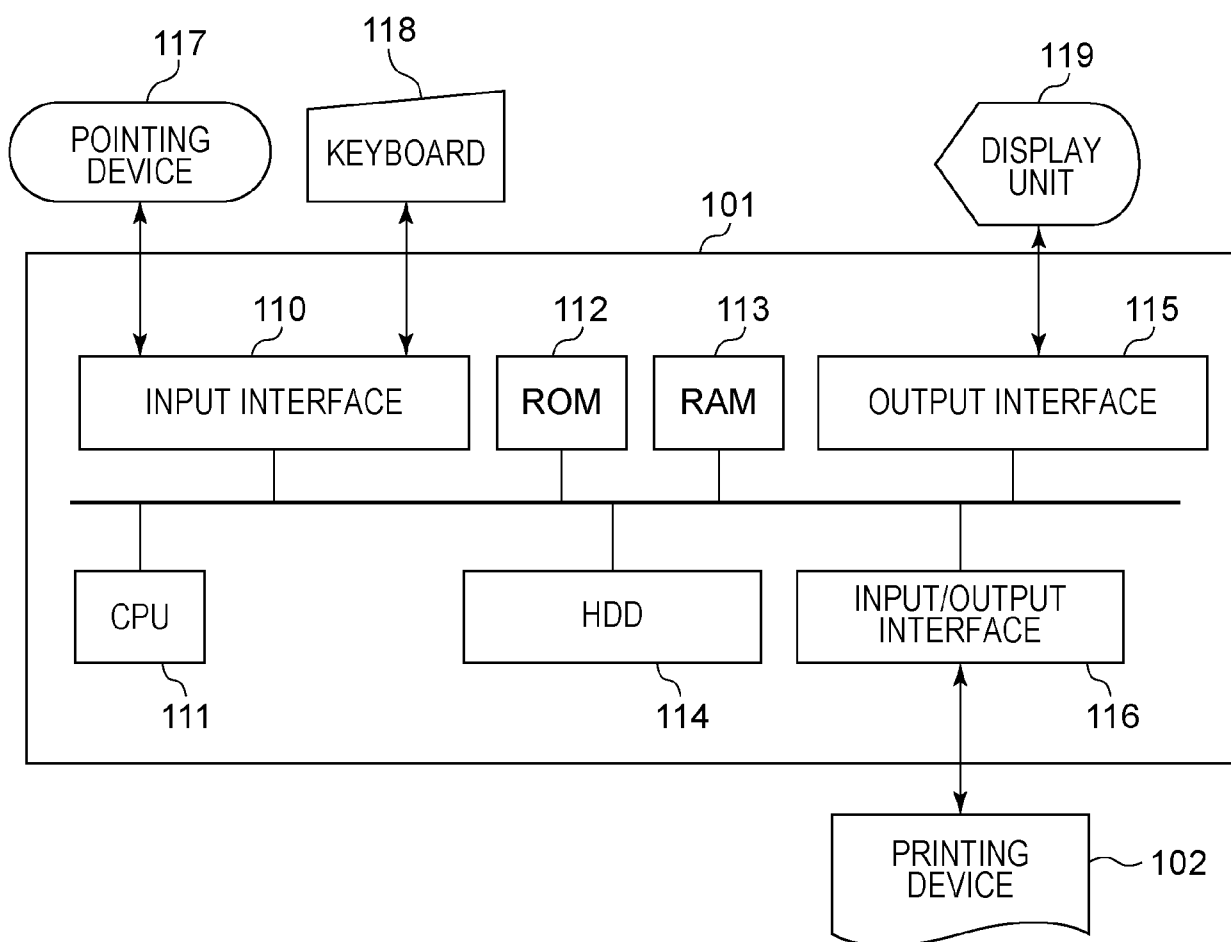 117
118
119
POINTING
DEVICE
KEYBOARD
DISPLAY
UNIT
101
110
112
113
115
INPUT INTERFACE
ROM
RAM
OUTPUT INTERFACE
CPU
HDD
INPUT/OUTPUT
INTERFACE
111
114
116
PRINTING
DEVICE
102